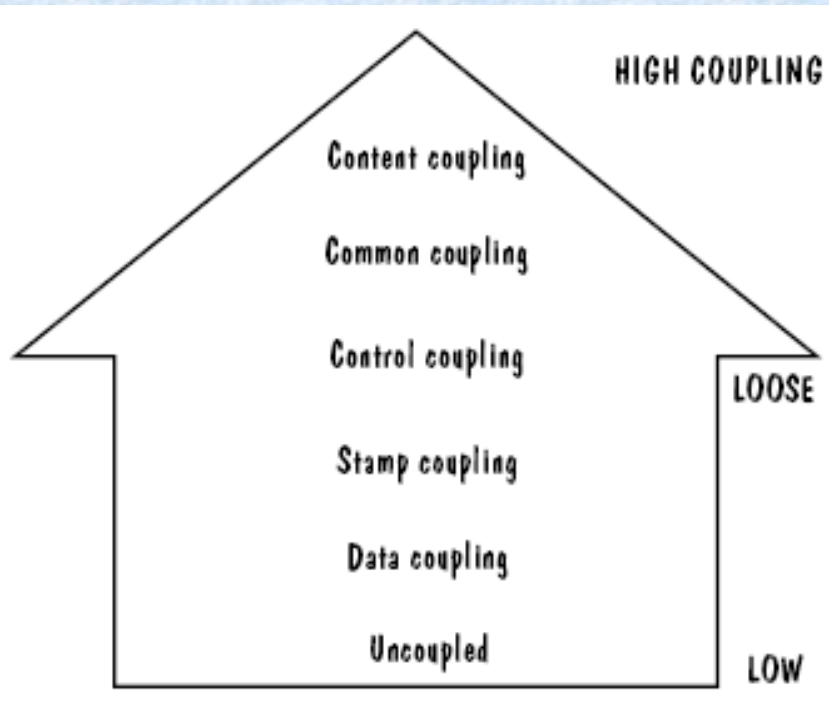 HIGH COUPLING
Content coupling
Common coupling
Control coupling
LOOSE
Stamp coupling
Data coupling
Uncoupled
LOW